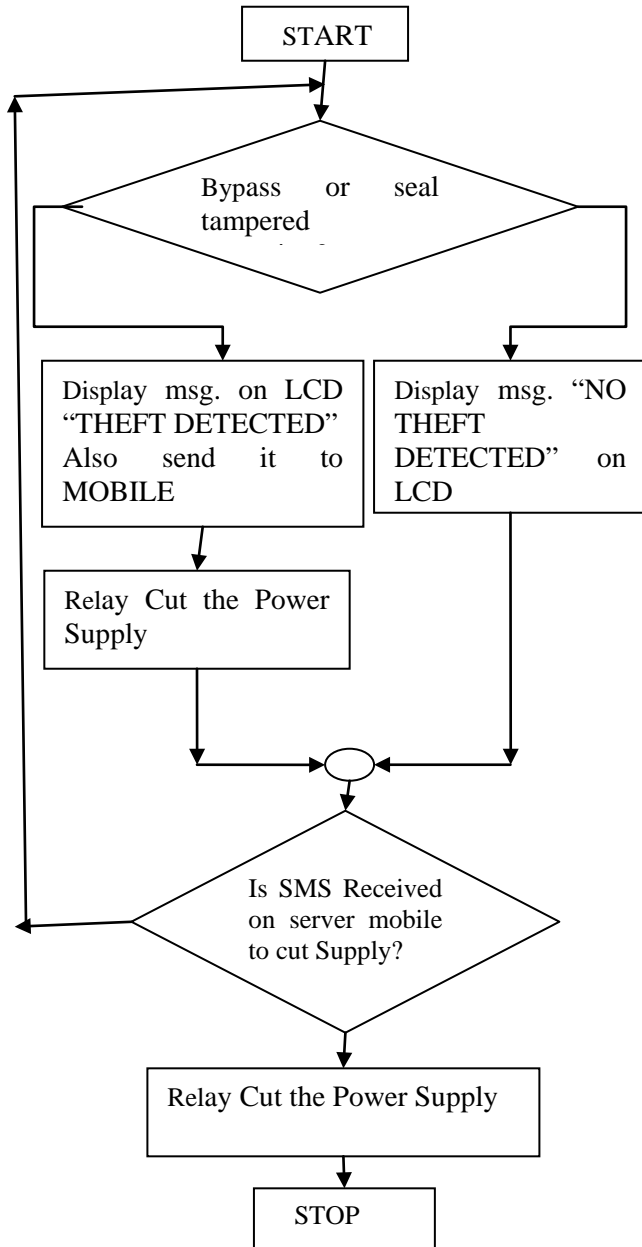 START
Bypass or seal
tampered
Display msg. on LCD
“THEFT DETECTED”
Also send it to
MOBILE
Display msg. “NO
THEFT
DETECTED” on
LCD
Relay Cut the Power
Supply
Is SMS Received
on server mobile
to cut Supply?
Relay Cut the Power Supply
STOP